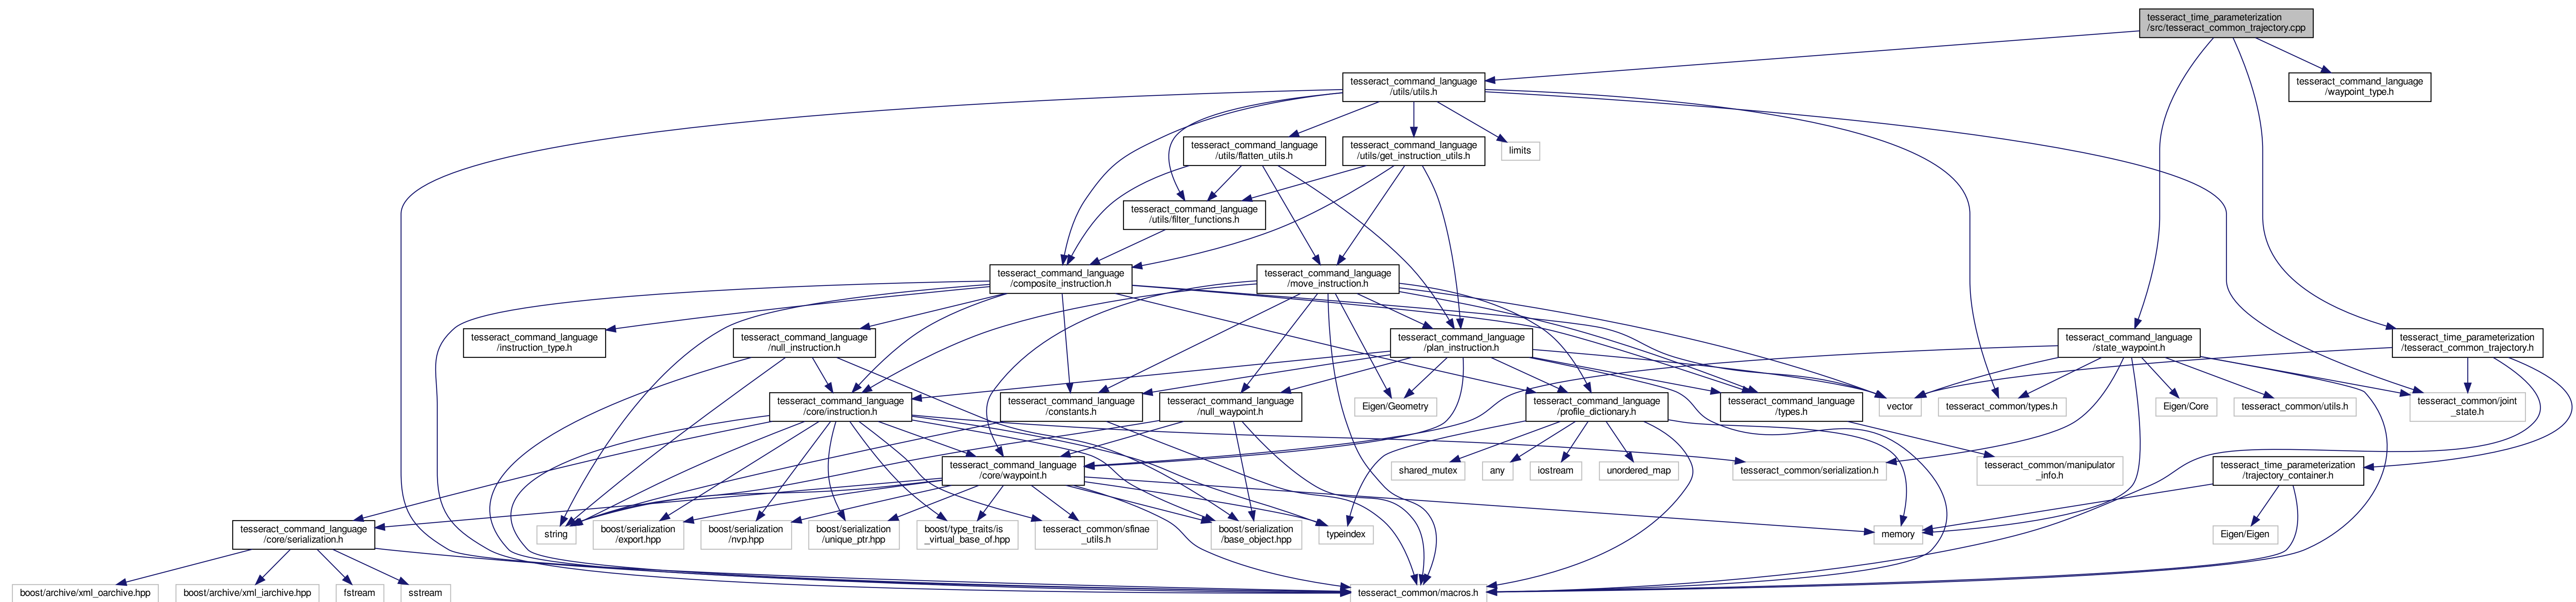 tesseract_time_parameterization
/src/tesseract_common_trajectory.cpp
tesseract_command_language
/utils/utils.h
tesseract_command_language
/waypoint_type.h
tesseract_command_language
/utils/flatten_utils.h
tesseract_command_language
/utils/get_instruction_utils.h
limits
tesseract_command_language
/utils/filter_functions.h
tesseract_command_language
/composite_instruction.h
tesseract_command_language
/move_instruction.h
tesseract_command_language
/instruction_type.h
tesseract_command_language
/null_instruction.h
tesseract_command_language
/plan_instruction.h
tesseract_command_language
/state_waypoint.h
tesseract_time_parameterization
/tesseract_common_trajectory.h
tesseract_command_language
/core/instruction.h
tesseract_command_language
/constants.h
tesseract_command_language
/null_waypoint.h
Eigen/Geometry
tesseract_command_language
/profile_dictionary.h
tesseract_command_language
/types.h
vector
tesseract_common/types.h
Eigen/Core
tesseract_common/utils.h
tesseract_common/joint
_state.h
tesseract_command_language
/core/waypoint.h
shared_mutex
any
iostream
unordered_map
tesseract_common/serialization.h
tesseract_common/manipulator
_info.h
tesseract_time_parameterization
/trajectory_container.h
tesseract_command_language
/core/serialization.h
string
boost/serialization
/export.hpp
boost/serialization
/nvp.hpp
boost/serialization
/unique_ptr.hpp
boost/type_traits/is
_virtual_base_of.hpp
tesseract_common/sfinae
_utils.h
boost/serialization
/base_object.hpp
typeindex
memory
Eigen/Eigen
boost/archive/xml_oarchive.hpp
boost/archive/xml_iarchive.hpp
fstream
sstream
tesseract_common/macros.h